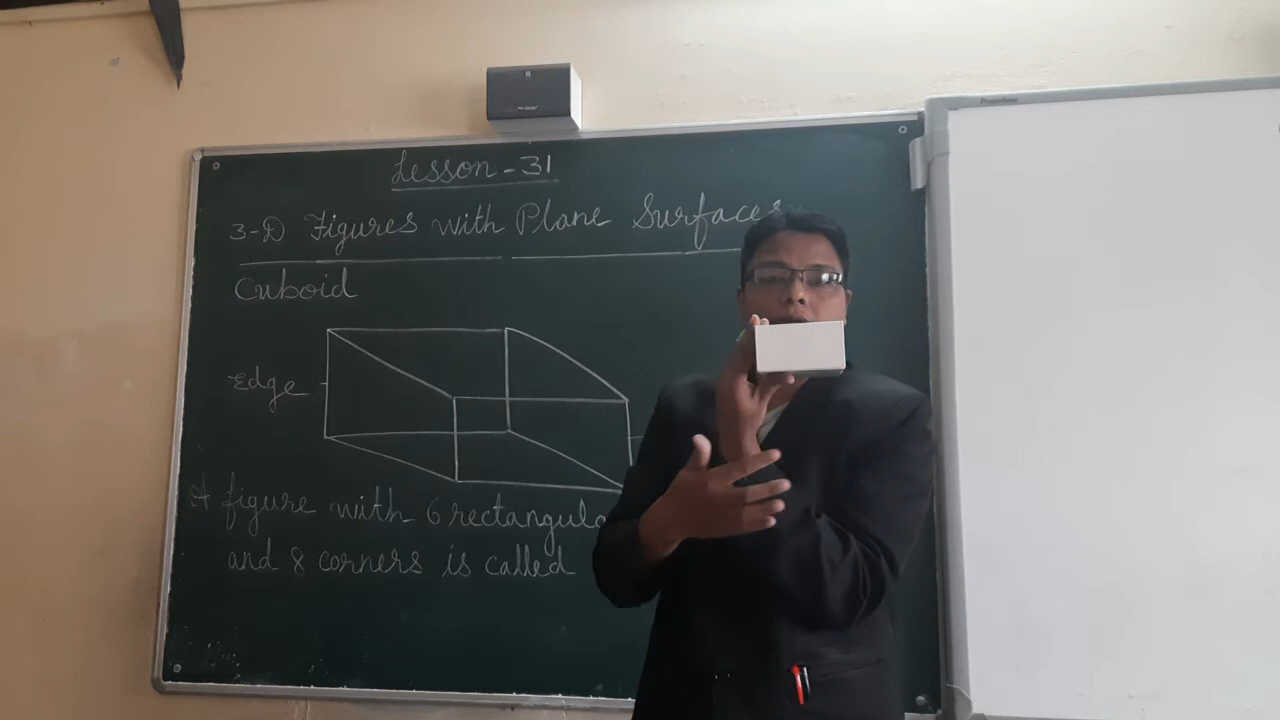 Lesson - 31
3-D Figures with Plane Surfaces
Cuboid
Edge
A figure with 6 rectangula
and 8 corners is called